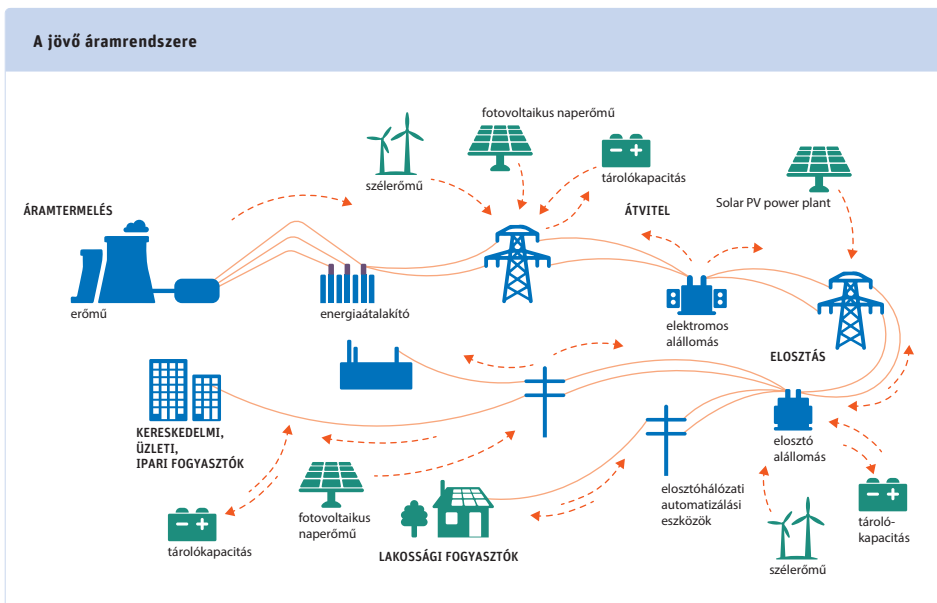 A jövő áramrendszere
fotovoltaikus naperőmű
szélerőmű
tárolókapacitás
ÁRAMTERMELÉS
ÁTVITEL
Solar PV power plant
erőmű
energiaátalakító
elektromos
alállomás
ELOSZTÁS
KERESKEDELMI,
ÜZLETI,
IPARI FOGYASZTÓK
elosztó
alállomás
elosztóhálózati
automatizálási
eszközök
tárolókapacitás
fotovoltaikus
naperőmű
LAKOSSÁGI FOGYASZTÓK
szélerőmű
tároló-
kapacitás